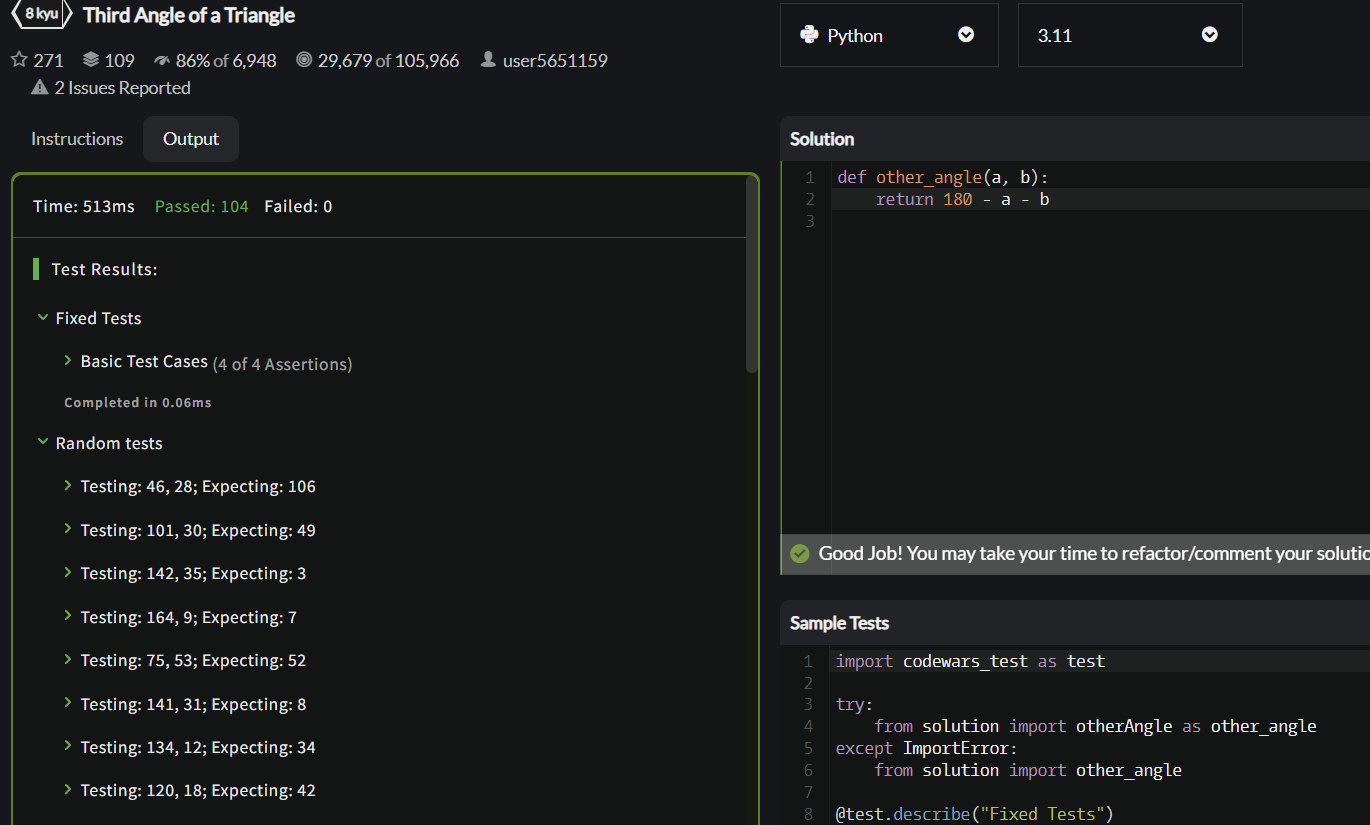 8 kyu Third Angle of a Triangle
271 109 86% of 6,948 29,679 of 105,966 user5651159
2 Issues Reported
Instructions Output
Time: 513ms Passed: 104 Failed: 0
Test Results:
Fixed Tests
Basic Test Cases (4 of 4 Assertions)
Completed in 0.06ms
Random tests
Testing: 46, 28; Expecting: 106
Testing: 101, 30; Expecting: 49
Testing: 142, 35; Expecting: 3
Testing: 164, 9; Expecting: 7
Testing: 75, 53; Expecting: 52
Testing: 141, 31; Expecting: 8
Testing: 134, 12; Expecting: 34
Testing: 120, 18; Expecting: 42
Python 3.11
Solution
1 def other_angle(a, b):
2     return 180 - a - b
3
Good Job! You may take your time to refactor/comment your solutio
Sample Tests
1 import codewars_test as test
2
3 try:
4     from solution import otherAngle as other_angle
5 except ImportError:
6     from solution import other_angle
7
8 @test.describe("Fixed Tests")